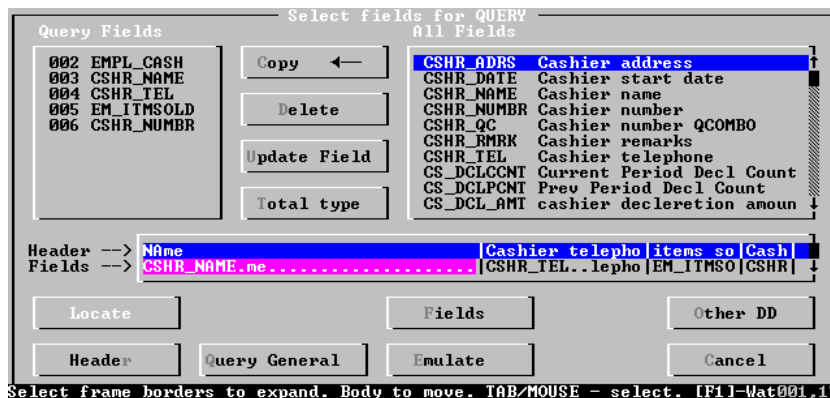 Select fields for QUERY
Query Fields
All Fields
002 EMPL_CASH
003 CSHR_NAME
004 CSHR_TEL
005 EM_ITMSOLD
006 CSHR_NUMBR
Copy
Delete
Update Field
Total type
CSHR_ADRS Cashier address
CSHR_DATE Cashier start date
CSHR_NAME Cashier name
CSHR_NUMBR Cashier number
CSHR_QC Cashier number QCOMBO
CSHR_RMRK Cashier remarks
CSHR_TEL Cashier telephone
CS_DCLCCNT Current Period Decl Count
CS_DCLPCNT Prev Period Decl Count
CS_DCL_AMT cashier decleretion amoun
Header --> NAme |Cashier telepho|items so|Cash|
Fields --> CSHR_NAME.me.....................|CSHR_TEL..lepho|EM_ITMSO|CSHR|
Locate Fields Other DD
Header Query General Emulate Cancel
Select frame borders to expand. Body to move. TAB/MOUSE - select. [F1]-Wat001,1